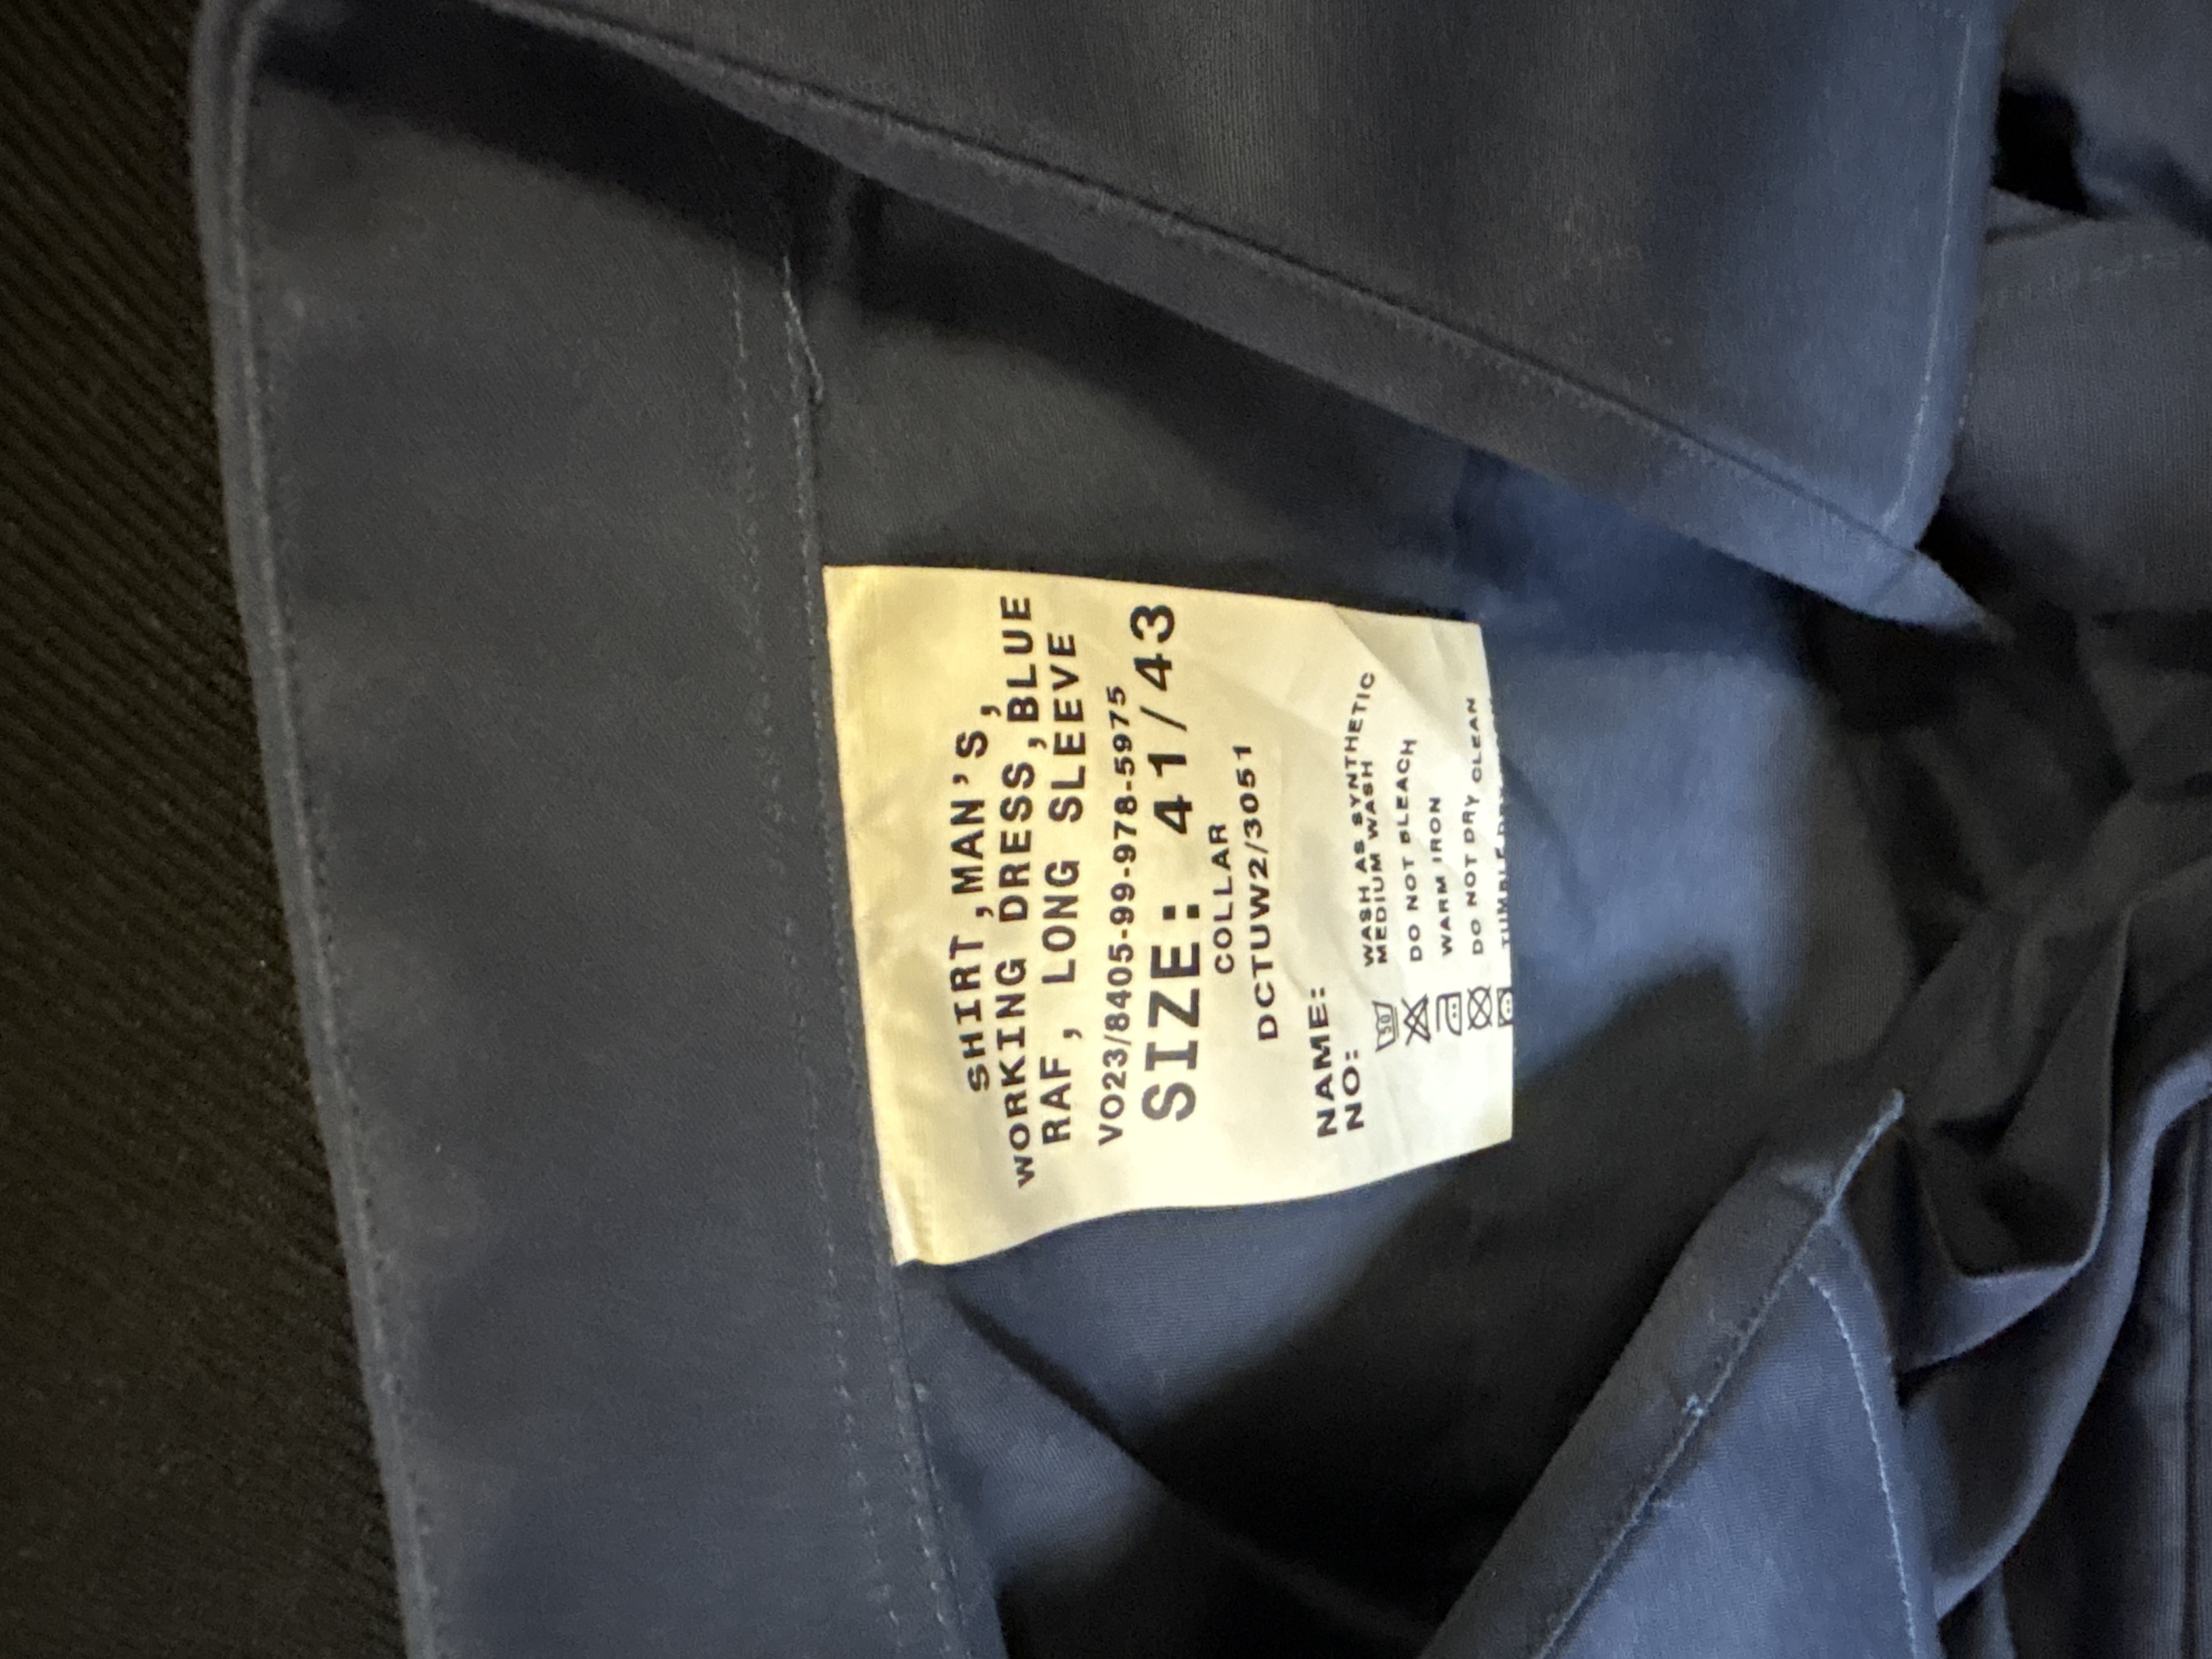 SHIRT,MAN'S,
WORKING DRESS,BLUE
RAF, LONG SLEEVE
VO23/8405-99-978-5975
SIZE: 41/43
COLLAR
DCTUW2/3051
NAME:
NO:
WASH AS SYNTHETIC
MEDIUM WASH
DO NOT BLEACH
WARM IRON
DO NOT DRY CLEAN
TUMBLE